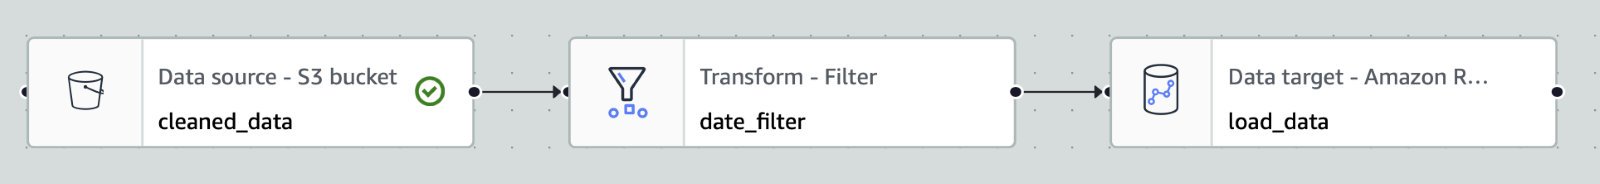 Data source - S3 bucket
cleaned_data
Transform - Filter
date_filter
Data target - Amazon R...
load_data